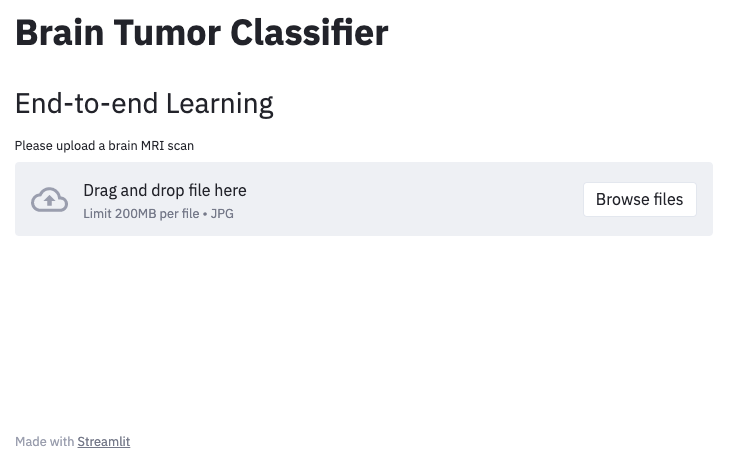 Brain Tumor Classifier
End-to-end Learning
Please upload a brain MRI scan
Drag and drop file here
Limit 200MB per file • JPG
Browse files
Made with Streamlit